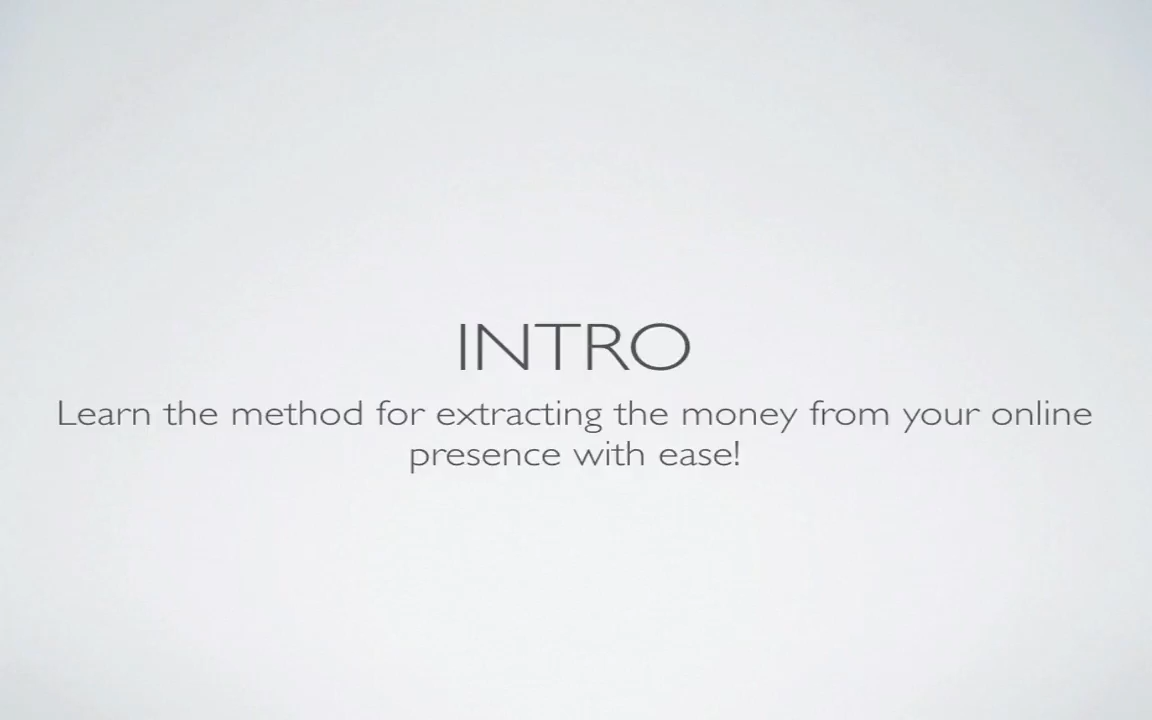 INTRO
Learn the method for extracting the money from your online
presence with ease!